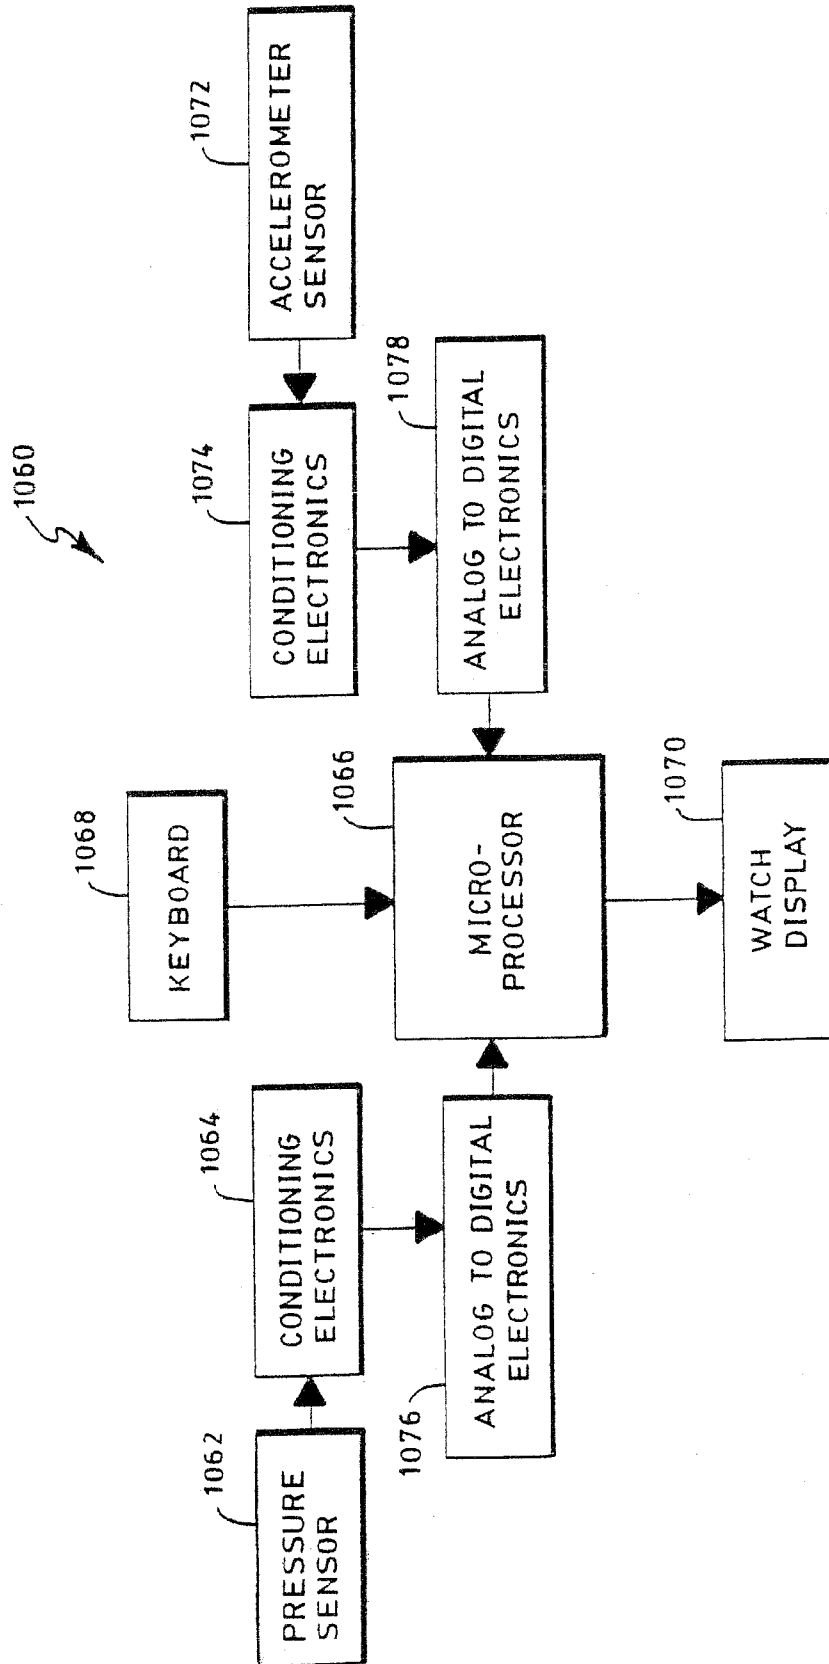 1060
1068
KEYBOARD
1062
PRESSURE
SENSOR
1064
CONDITIONING
ELECTRONICS
1074
CONDITIONING
ELECTRONICS
1072
ACCELEROMETER
SENSOR
1076
ANALOG TO DIGITAL
ELECTRONICS
1066
MICRO-
PROCESSOR
1078
ANALOG TO DIGITAL
ELECTRONICS
1070
WATCH
DISPLAY